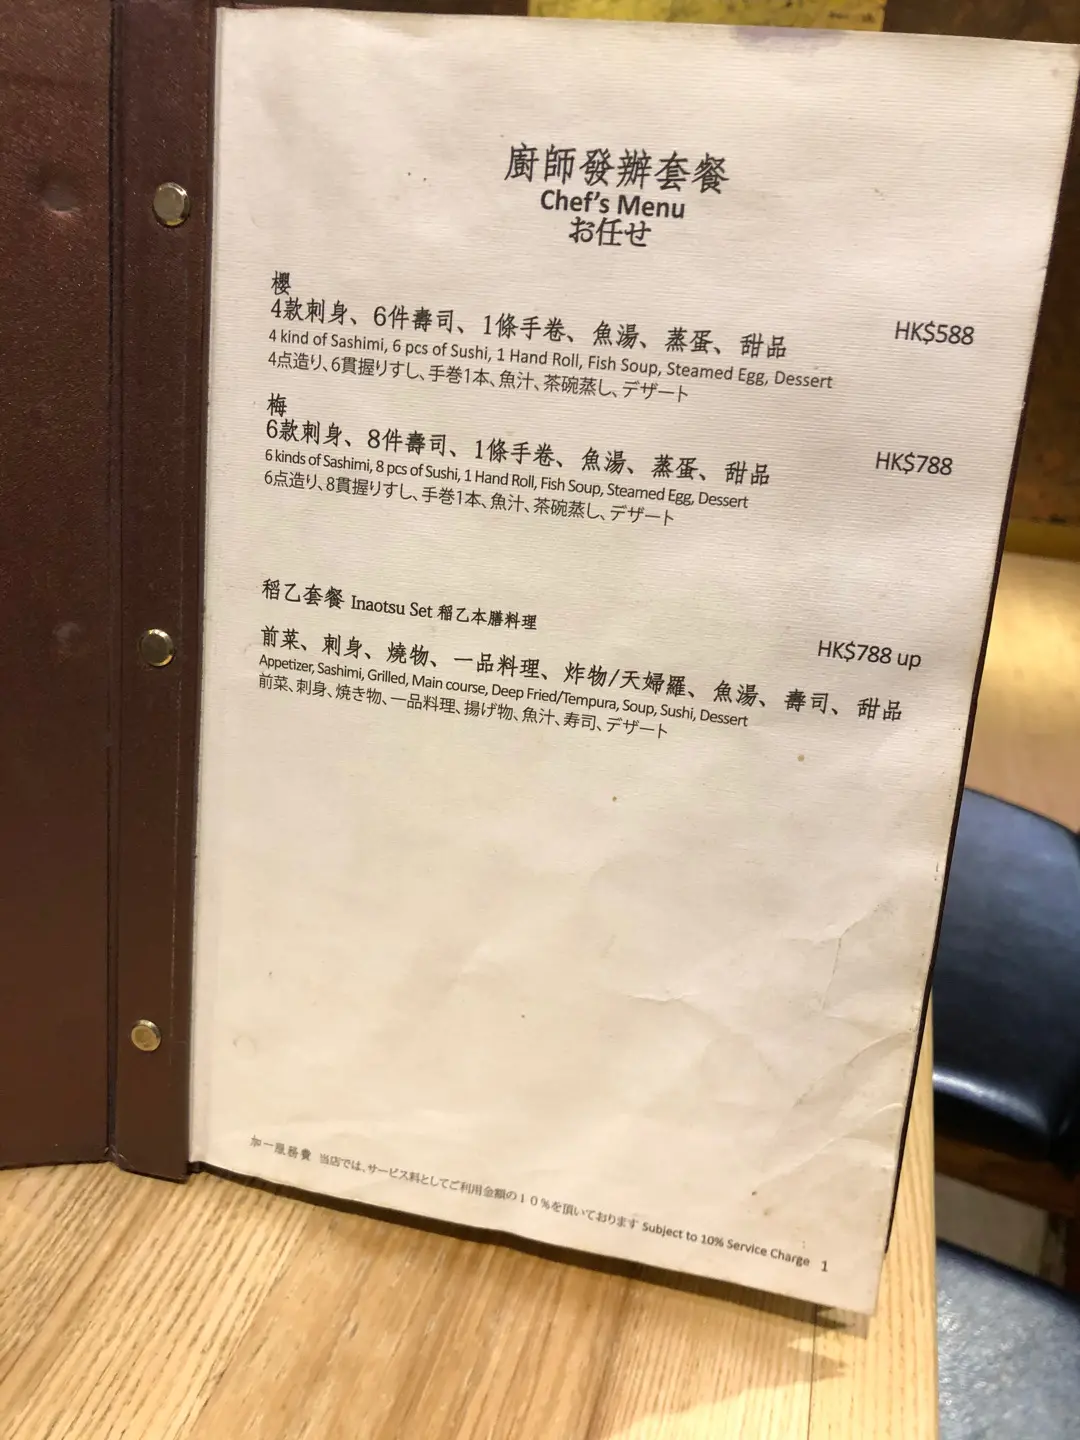 廚師發辦套餐
Chef's Menu
お任せ
櫻
4款刺身、6件壽司、1條手卷、魚湯、蒸蛋、甜品 HK$588
4 kind of Sashimi, 6 pcs of Sushi, 1 Hand Roll, Fish Soup, Steamed Egg, Dessert
4点造り、6貫握りすし、手巻1本、魚汁、茶碗蒸し、デザート
梅
6款刺身、8件壽司、1條手卷、魚湯、蒸蛋、甜品 HK$788
6 kinds of Sashimi, 8 pcs of Sushi, 1 Hand Roll, Fish Soup, Steamed Egg, Dessert
6点造り、8貫握りすし、手巻1本、魚汁、茶碗蒸し、デザート
稻乙套餐 Inaotsu Set 稲乙本膳料理
前菜、刺身、燒物、一品料理、炸物/天婦羅、魚湯、壽司、甜品 HK$788 up
Appetizer, Sashimi, Grilled, Main course, Deep Fried/Tempura, Soup, Sushi, Dessert
前菜、刺身、焼き物、一品料理、揚げ物、魚汁、寿司、デザート
加一服務費 当店では、サービス料としてご利用金額の10%を頂いております Subject to 10% Service Charge 1